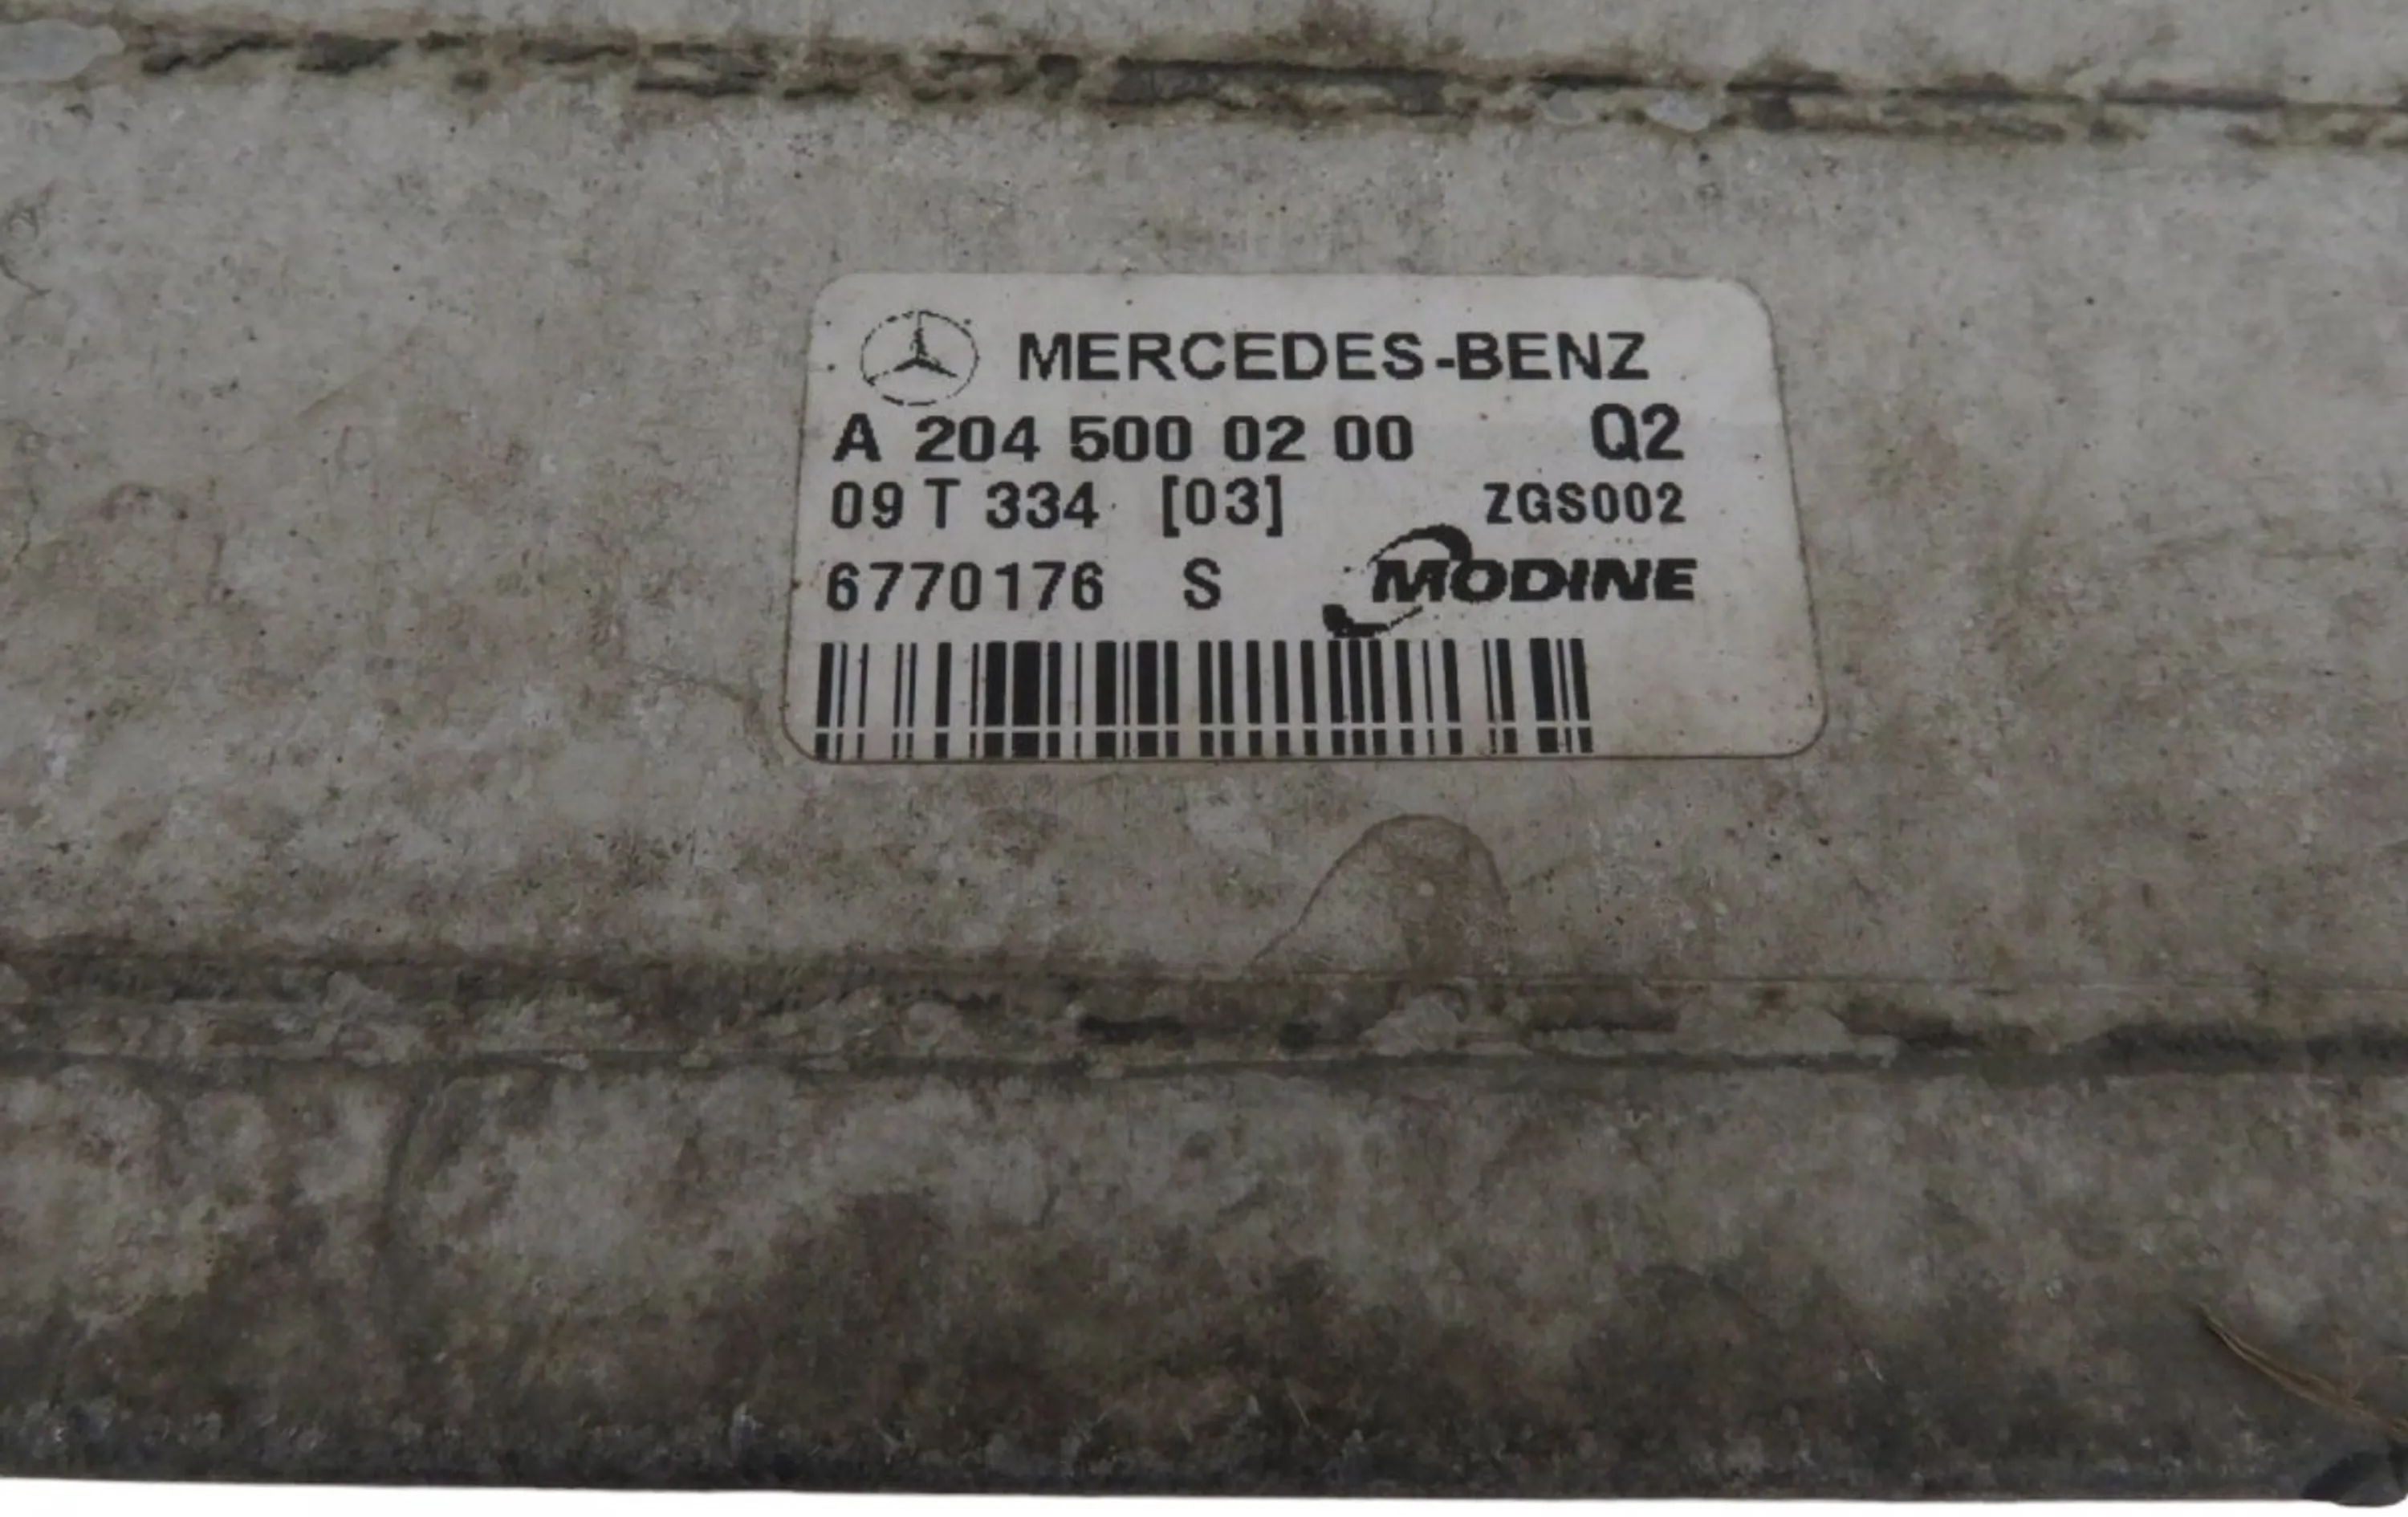 MERCEDES-BENZ
A 204 500 02 00 Q2
09 T 334 [03] ZGS002
6770176 S MODINE